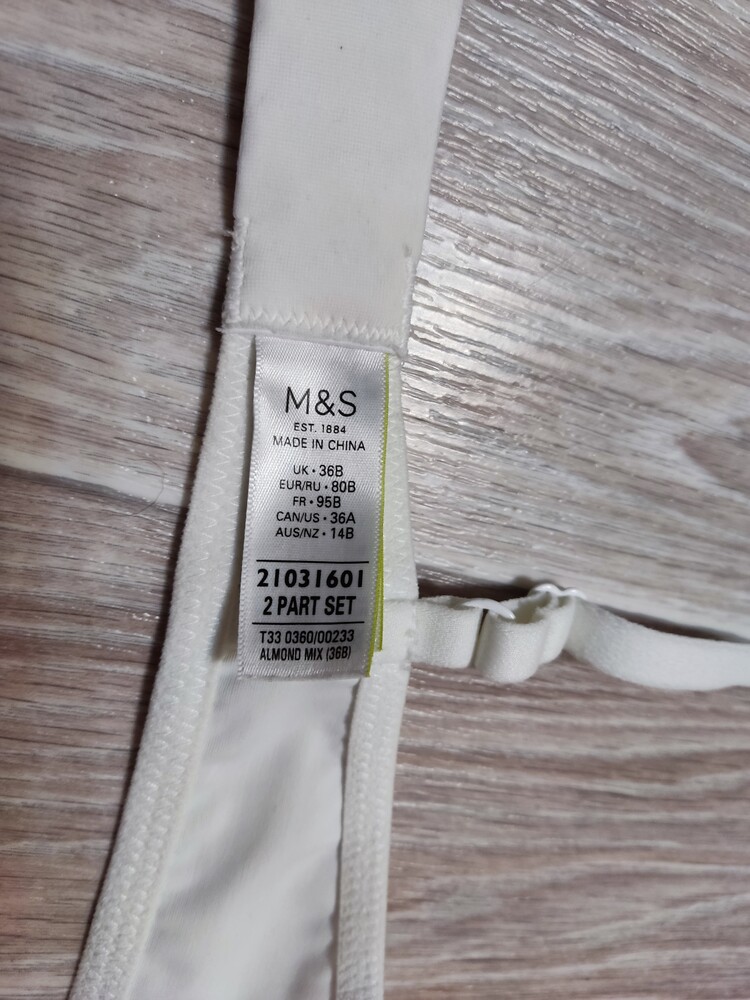 M&S
EST. 1884
MADE IN CHINA
UK • 36B
EUR/RU • 80B
FR • 95B
CAN/US • 36A
AUS/NZ • 14B
21031601
2 PART SET
T33 0360/00233
ALMOND MIX (36B)